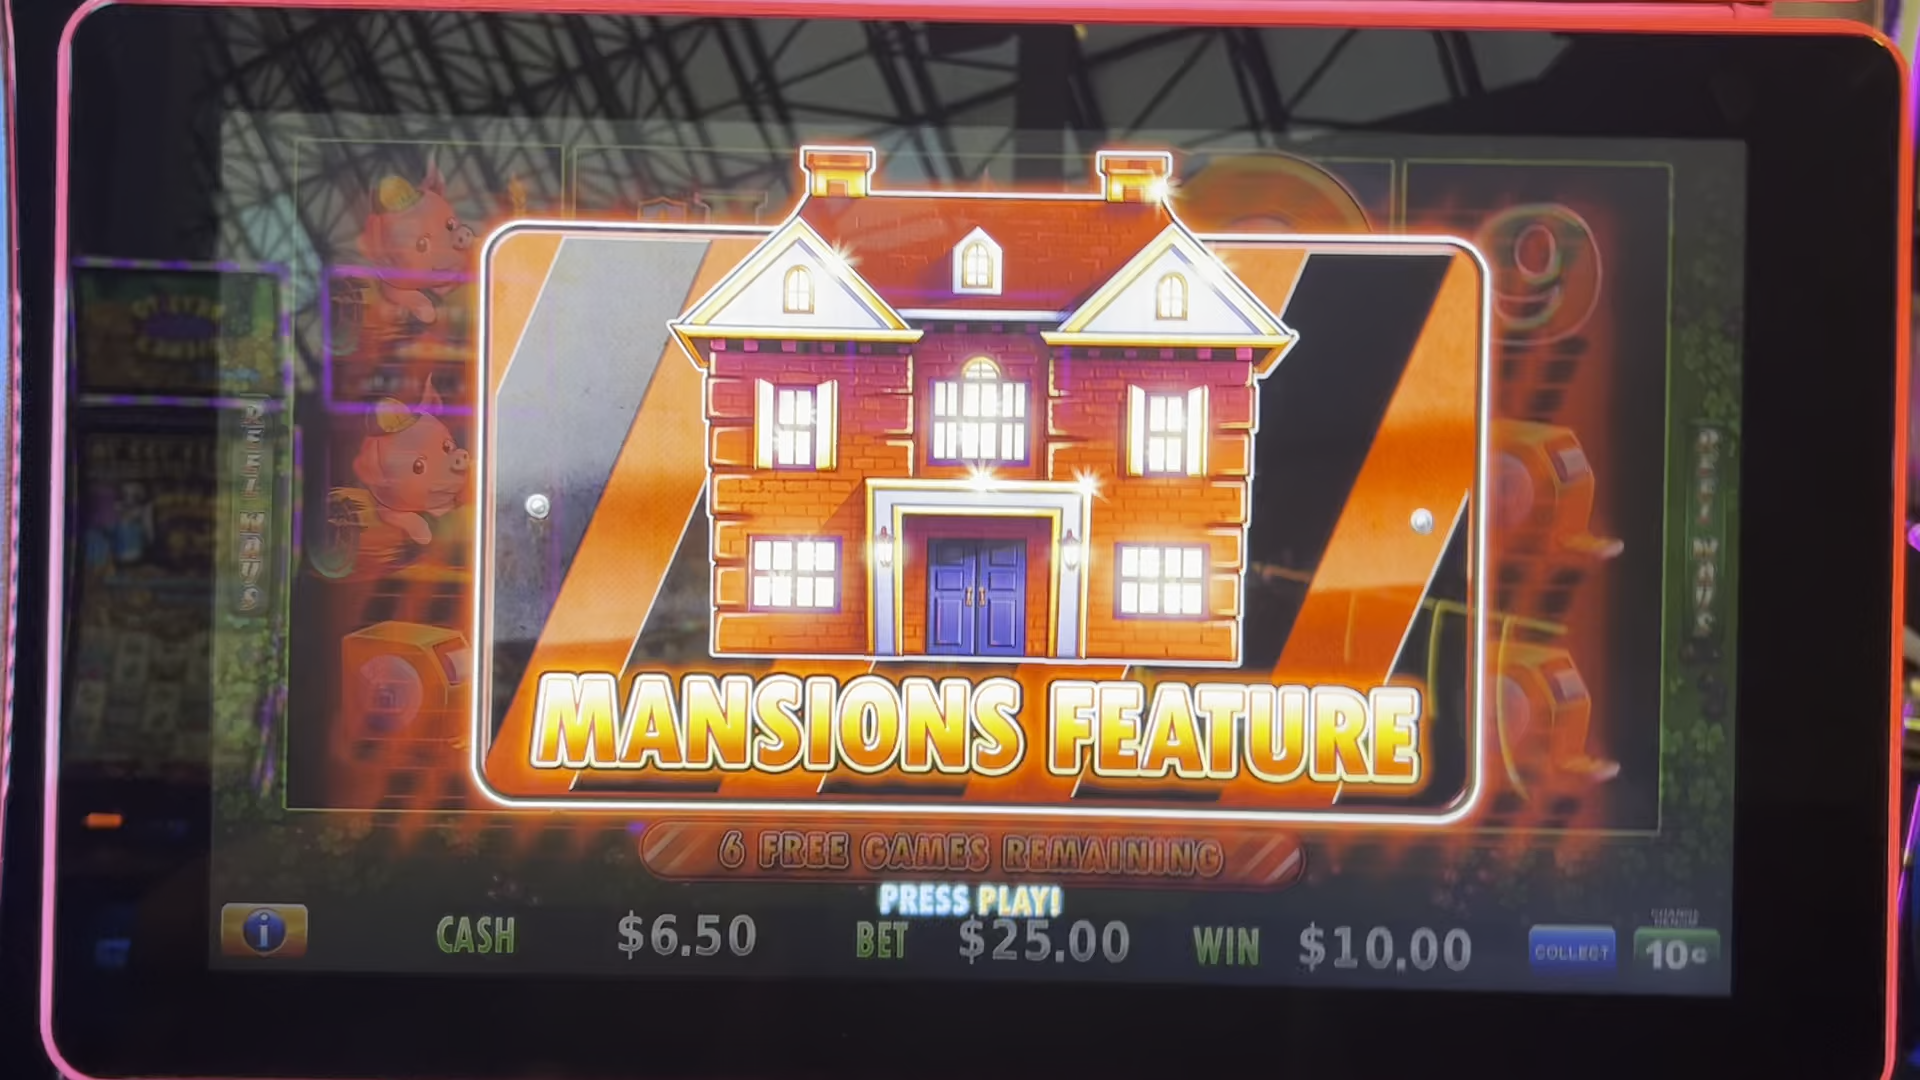 9
MANSIONS FEATURE
6 FREE GAMES REMAINING
PRESS PLAY!
CASH $6.50 BET $25.00 WIN $10.00 COLLECT 10¢